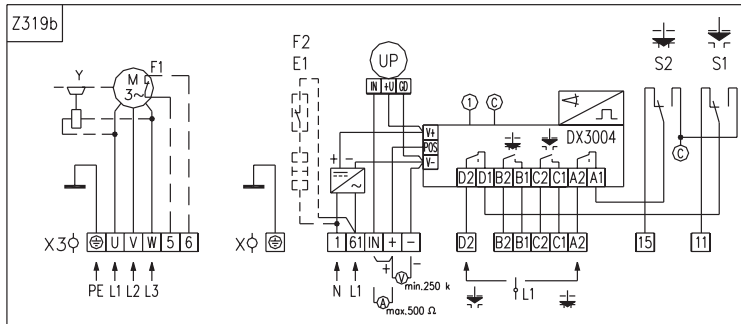 Z319b
Y
M
3~
F1
F2
E1
UP
IN +U GD
1
C
S2
S1
V+
POS
V-
DX3004
+ -
~
C
D2 D1 B2 B1 C2 C1 A2 A1
X3
U V W 5 6
X
1 61 IN + -
D2 B2 B1 C2 C1 A2
15
11
PE L1 L2 L3
N L1
+ V -
min.250 k
A
max.500 Ω
L1